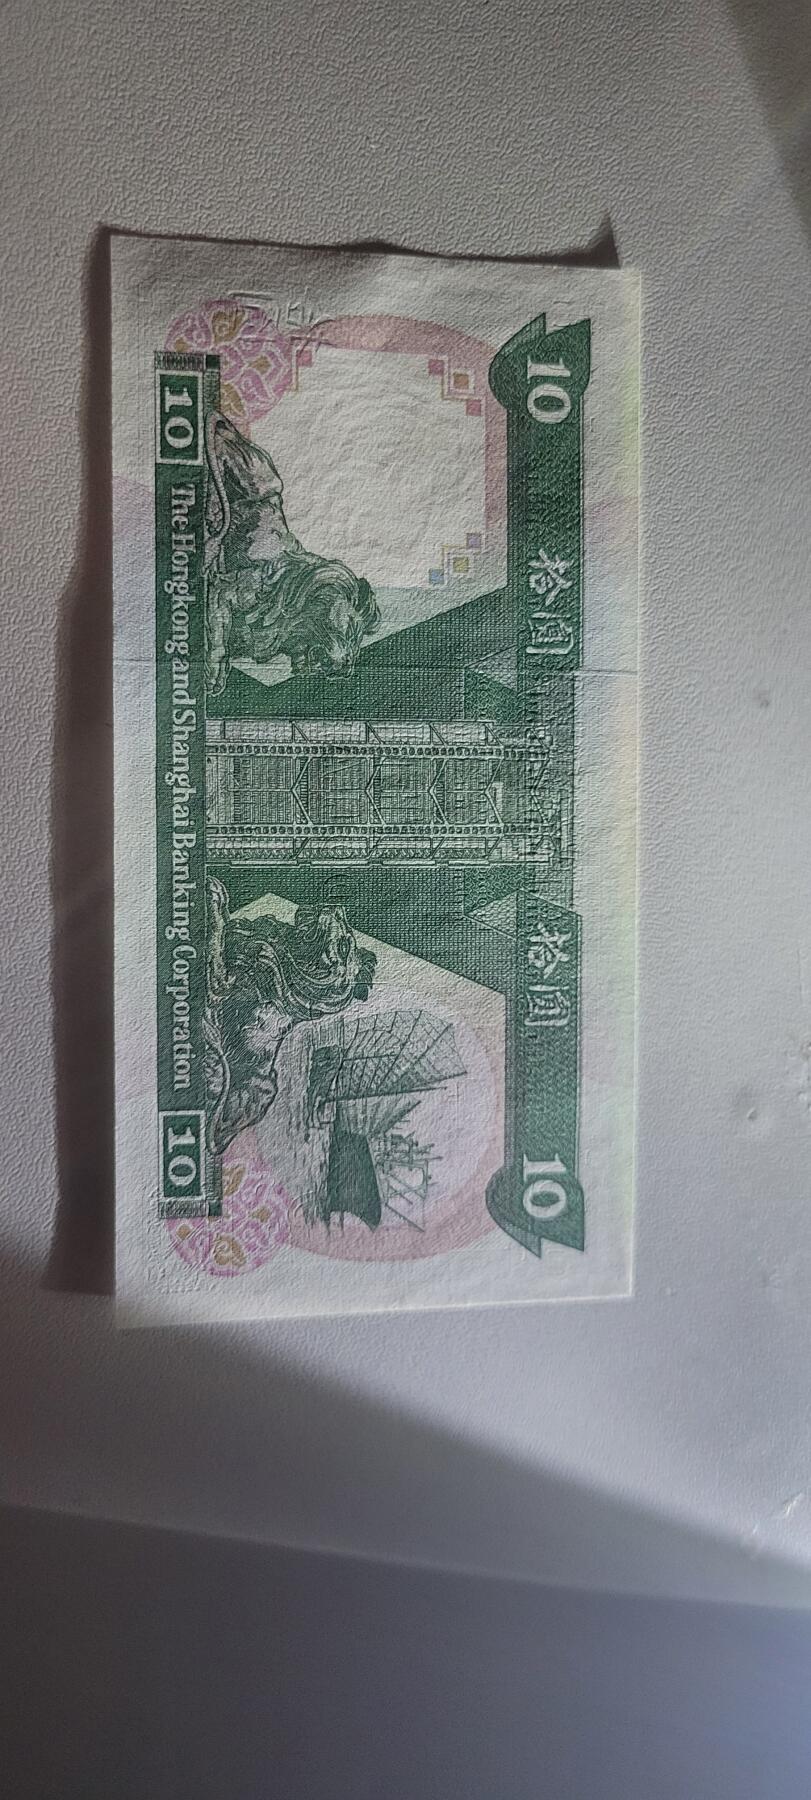 10 拾圓 拾圓 10
10 The Hongkong and Shanghai Banking Corporation 10